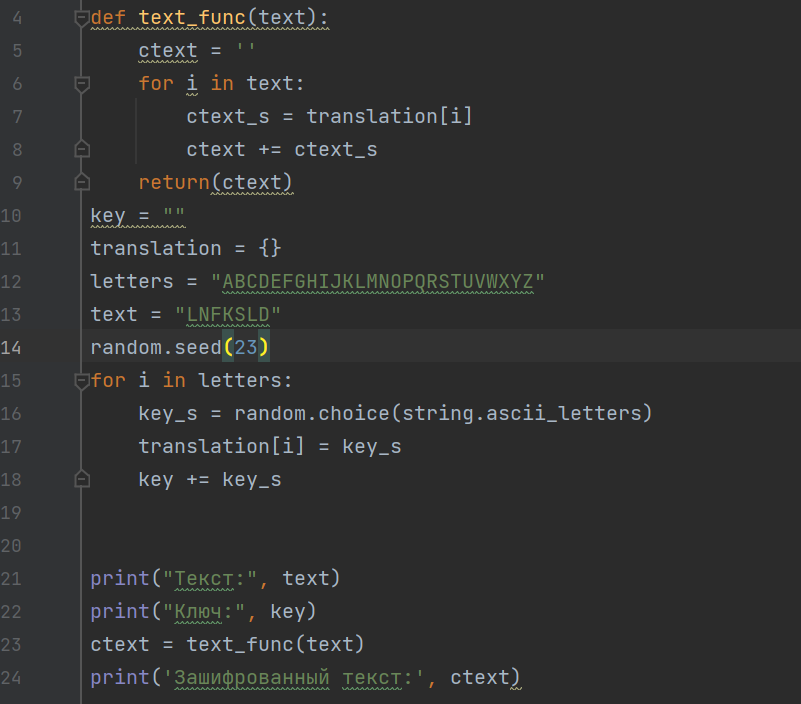 4 def text_func(text):
5 ctext = ''
6 for i in text:
7 ctext_s = translation[i]
8 ctext += ctext_s
9 return(ctext)
10 key = ""
11 translation = {}
12 letters = "ABCDEFGHIJKLMNOPQRSTUVWXYZ"
13 text = "LNFKSLD"
14 random.seed(23)
15 for i in letters:
16 key_s = random.choice(string.ascii_letters)
17 translation[i] = key_s
18 key += key_s
19
20
21 print("Текст:", text)
22 print("Ключ:", key)
23 ctext = text_func(text)
24 print('Зашифрованный текст:', ctext)